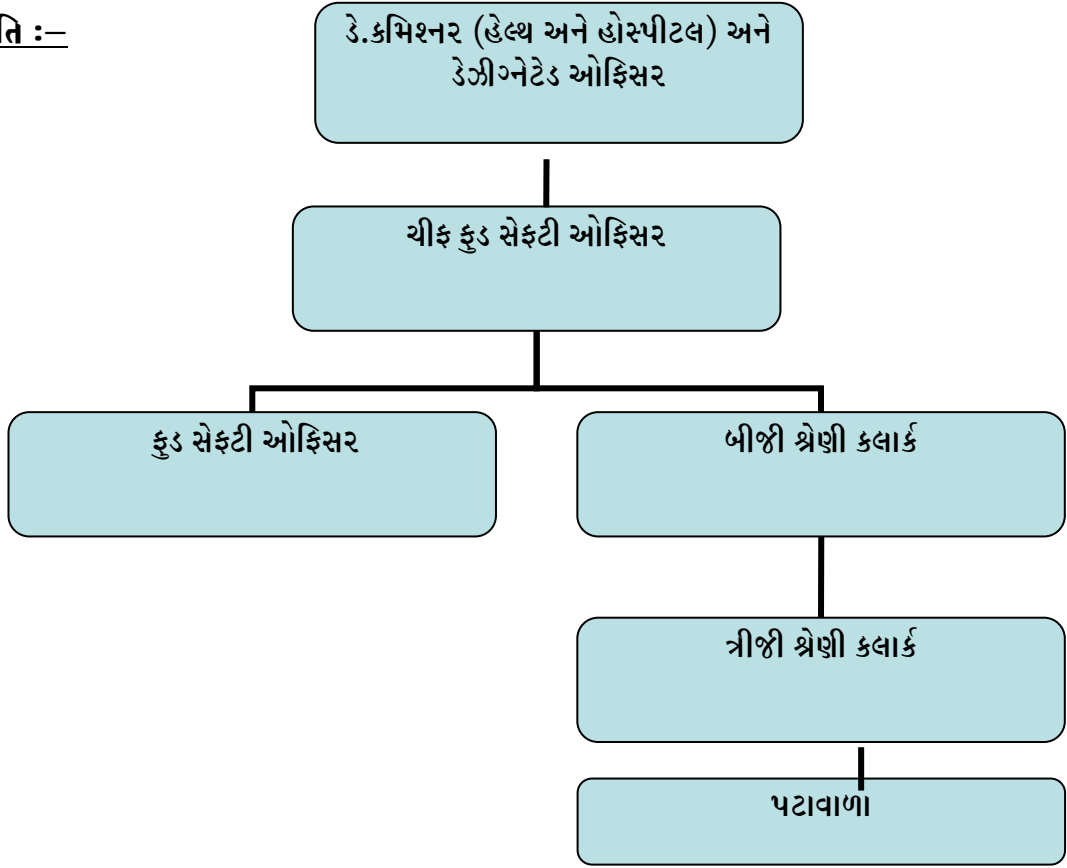 તિ :–
ડે.કમિશ્નર (હેલ્થ અને હોસ્પીટલ) અને
ડેઝીગ્નેટેડ ઓફિસર
ચીફ ફુડ સેફટી ઓફિસર
ફુડ સેફટી ઓફિસર
બીજી શ્રેણી કલાર્ક
ત્રીજી શ્રેણી કલાર્ક
પટાવાળા